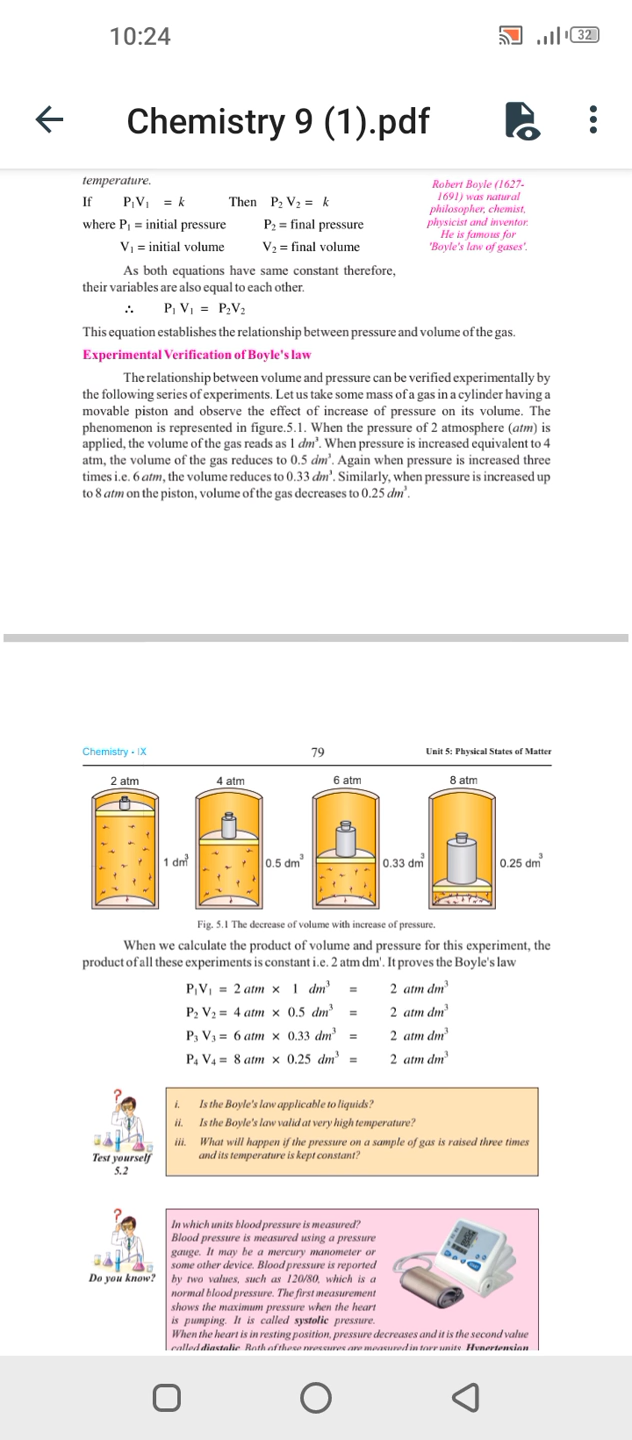 10:24
32
Chemistry 9 (1).pdf
temperature.
If P₁V₁ = k Then P₂ V₂ = k
where P₁ = initial pressure P₂ = final pressure
V₁ = initial volume V₂ = final volume
Robert Boyle (1627-
1691) was natural
philosopher, chemist,
physicist and inventor.
He is famous for
'Boyle's law of gases'.
As both equations have same constant therefore,
their variables are also equal to each other.
∴ P₁ V₁ = P₂V₂
This equation establishes the relationship between pressure and volume of the gas.
Experimental Verification of Boyle's law
The relationship between volume and pressure can be verified experimentally by
the following series of experiments. Let us take some mass of a gas in a cylinder having a
movable piston and observe the effect of increase of pressure on its volume. The
phenomenon is represented in figure.5.1. When the pressure of 2 atmosphere (atm) is
applied, the volume of the gas reads as 1 dm³. When pressure is increased equivalent to 4
atm, the volume of the gas reduces to 0.5 dm³. Again when pressure is increased three
times i.e. 6 atm, the volume reduces to 0.33 dm³. Similarly, when pressure is increased up
to 8 atm on the piston, volume of the gas decreases to 0.25 dm³.
Chemistry - IX 79 Unit 5: Physical States of Matter
2 atm 4 atm 6 atm 8 atm
1 dm³ 0.5 dm³ 0.33 dm³ 0.25 dm³
Fig. 5.1 The decrease of volume with increase of pressure.
When we calculate the product of volume and pressure for this experiment, the
product of all these experiments is constant i.e. 2 atm dm³. It proves the Boyle's law
P₁V₁ = 2 atm × 1 dm³ = 2 atm dm³
P₂ V₂ = 4 atm × 0.5 dm³ = 2 atm dm³
P₃ V₃ = 6 atm × 0.33 dm³ = 2 atm dm³
P₄ V₄ = 8 atm × 0.25 dm³ = 2 atm dm³
?
Test yourself
5.2
i. Is the Boyle's law applicable to liquids?
ii. Is the Boyle's law valid at very high temperature?
iii. What will happen if the pressure on a sample of gas is raised three times
and its temperature is kept constant?
?
Do you know?
In which units blood pressure is measured?
Blood pressure is measured using a pressure
gauge. It may be a mercury manometer or
some other device. Blood pressure is reported
by two values, such as 120/80, which is a
normal blood pressure. The first measurement
shows the maximum pressure when the heart
is pumping. It is called systolic pressure.
When the heart is in resting position, pressure decreases and it is the second value
called diastolic. Both of these pressures are measured in torr units. Hypertension